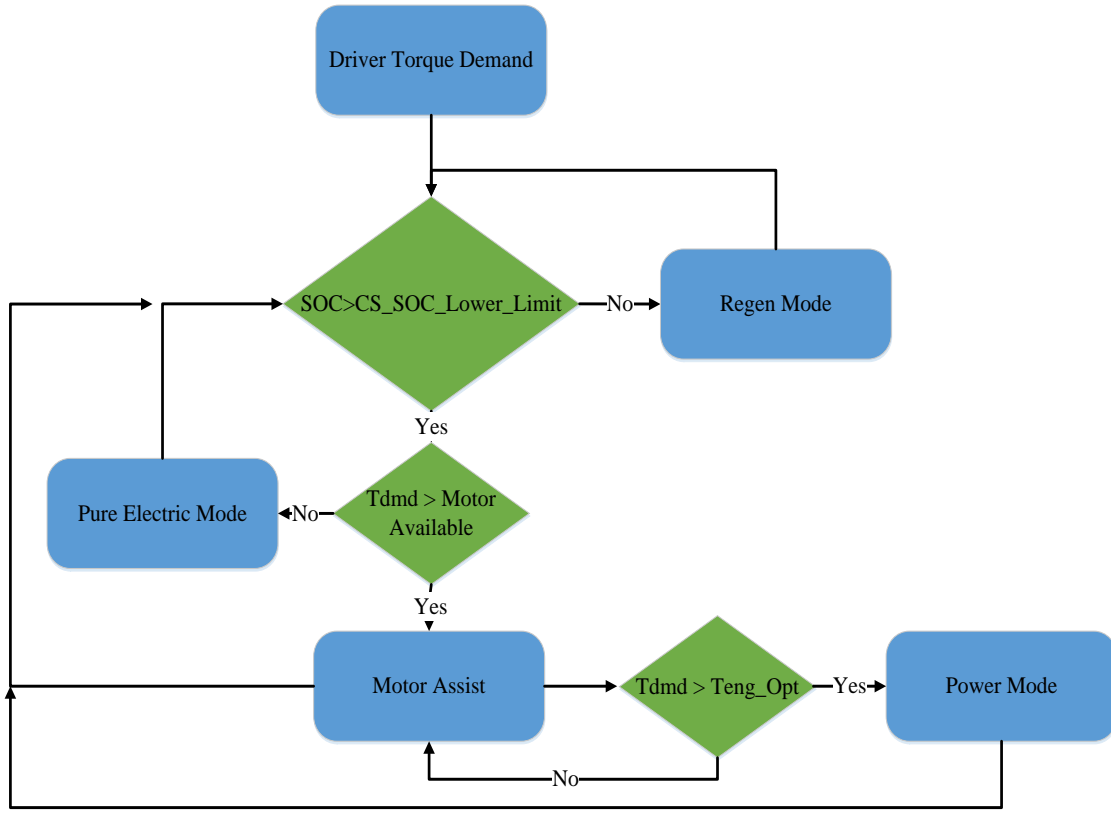 Driver Torque Demand
SOC>CS_SOC_Lower_Limit
No
Regen Mode
Yes
Pure Electric Mode
No
Tdmd > Motor
Available
Yes
Motor Assist
Tdmd > Teng_Opt
Yes
Power Mode
No